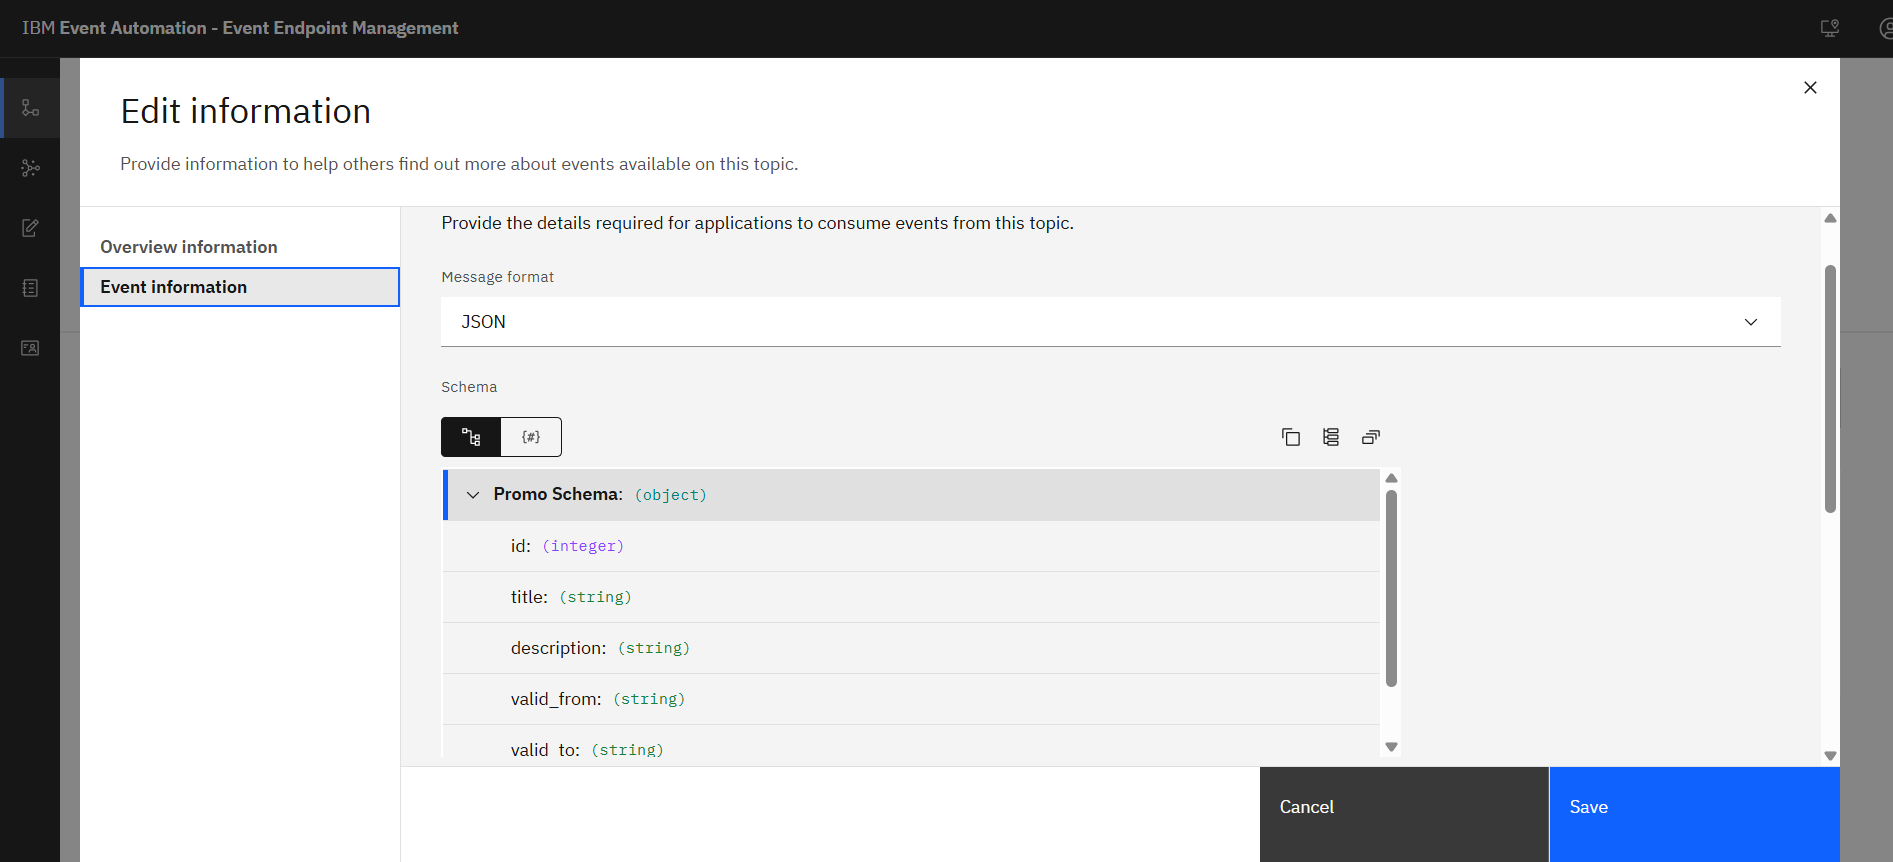 IBM Event Automation - Event Endpoint Management
Edit information
Provide information to help others find out more about events available on this topic.
Overview information
Event information
Provide the details required for applications to consume events from this topic.
Message format
JSON
Schema
{#}
Promo Schema: (object)
id: (integer)
title: (string)
description: (string)
valid_from: (string)
valid_to: (string)
Cancel
Save